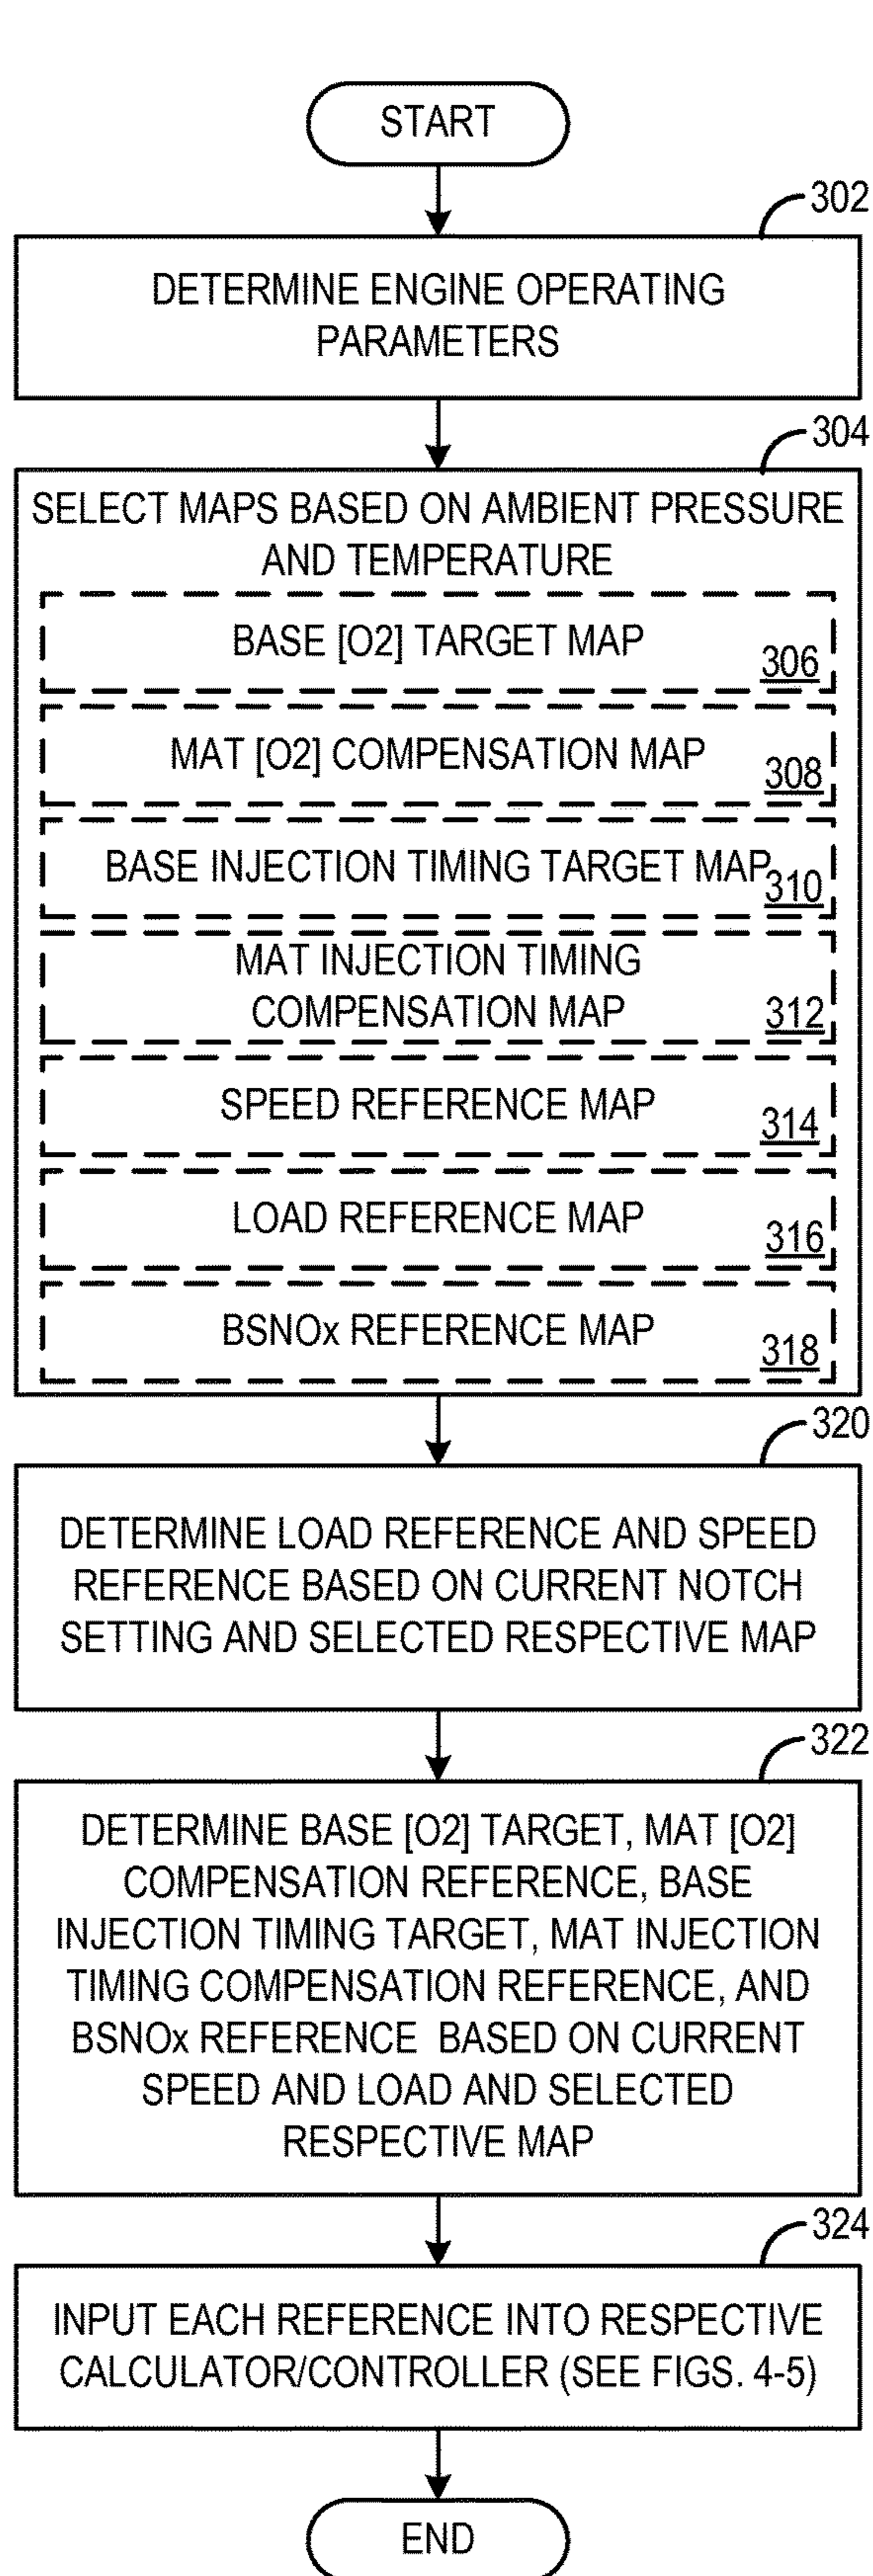 START
302
DETERMINE ENGINE OPERATING
PARAMETERS
304
SELECT MAPS BASED ON AMBIENT PRESSURE
AND TEMPERATURE
BASE [O2] TARGET MAP
306
MAT [O2] COMPENSATION MAP
308
BASE INJECTION TIMING TARGET MAP
310
MAT INJECTION TIMING
COMPENSATION MAP
312
SPEED REFERENCE MAP
314
LOAD REFERENCE MAP
316
BSNOx REFERENCE MAP
318
320
DETERMINE LOAD REFERENCE AND SPEED
REFERENCE BASED ON CURRENT NOTCH
SETTING AND SELECTED RESPECTIVE MAP
322
DETERMINE BASE [O2] TARGET, MAT [O2]
COMPENSATION REFERENCE, BASE
INJECTION TIMING TARGET, MAT INJECTION
TIMING COMPENSATION REFERENCE, AND
BSNOx REFERENCE BASED ON CURRENT
SPEED AND LOAD AND SELECTED
RESPECTIVE MAP
324
INPUT EACH REFERENCE INTO RESPECTIVE
CALCULATOR/CONTROLLER (SEE FIGS. 4-5)
END